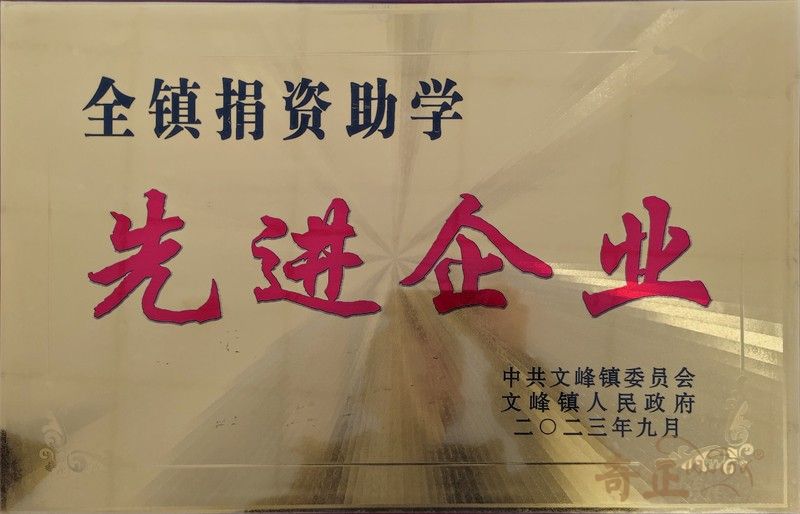 全镇捐资助学
先进企业
中共文峰镇委员会
文峰镇人民政府
二〇二三年九月
奇正